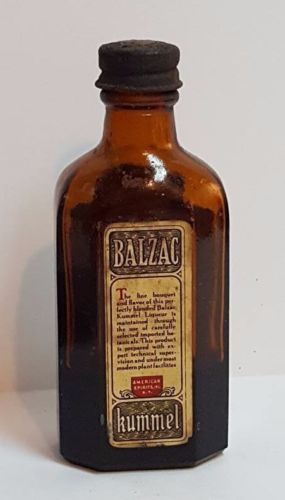 BALZAC
The fine bouquet
and flavor of this per-
fectly blended Balzac
Kummel Liqueur is
maintained through
the use of carefully
selected imported bo-
tanicals. This product
is prepared with ex-
pert technical super-
vision and under most
modern plant facilities
AMERICAN
SPIRITS,
N.Y.
kummel